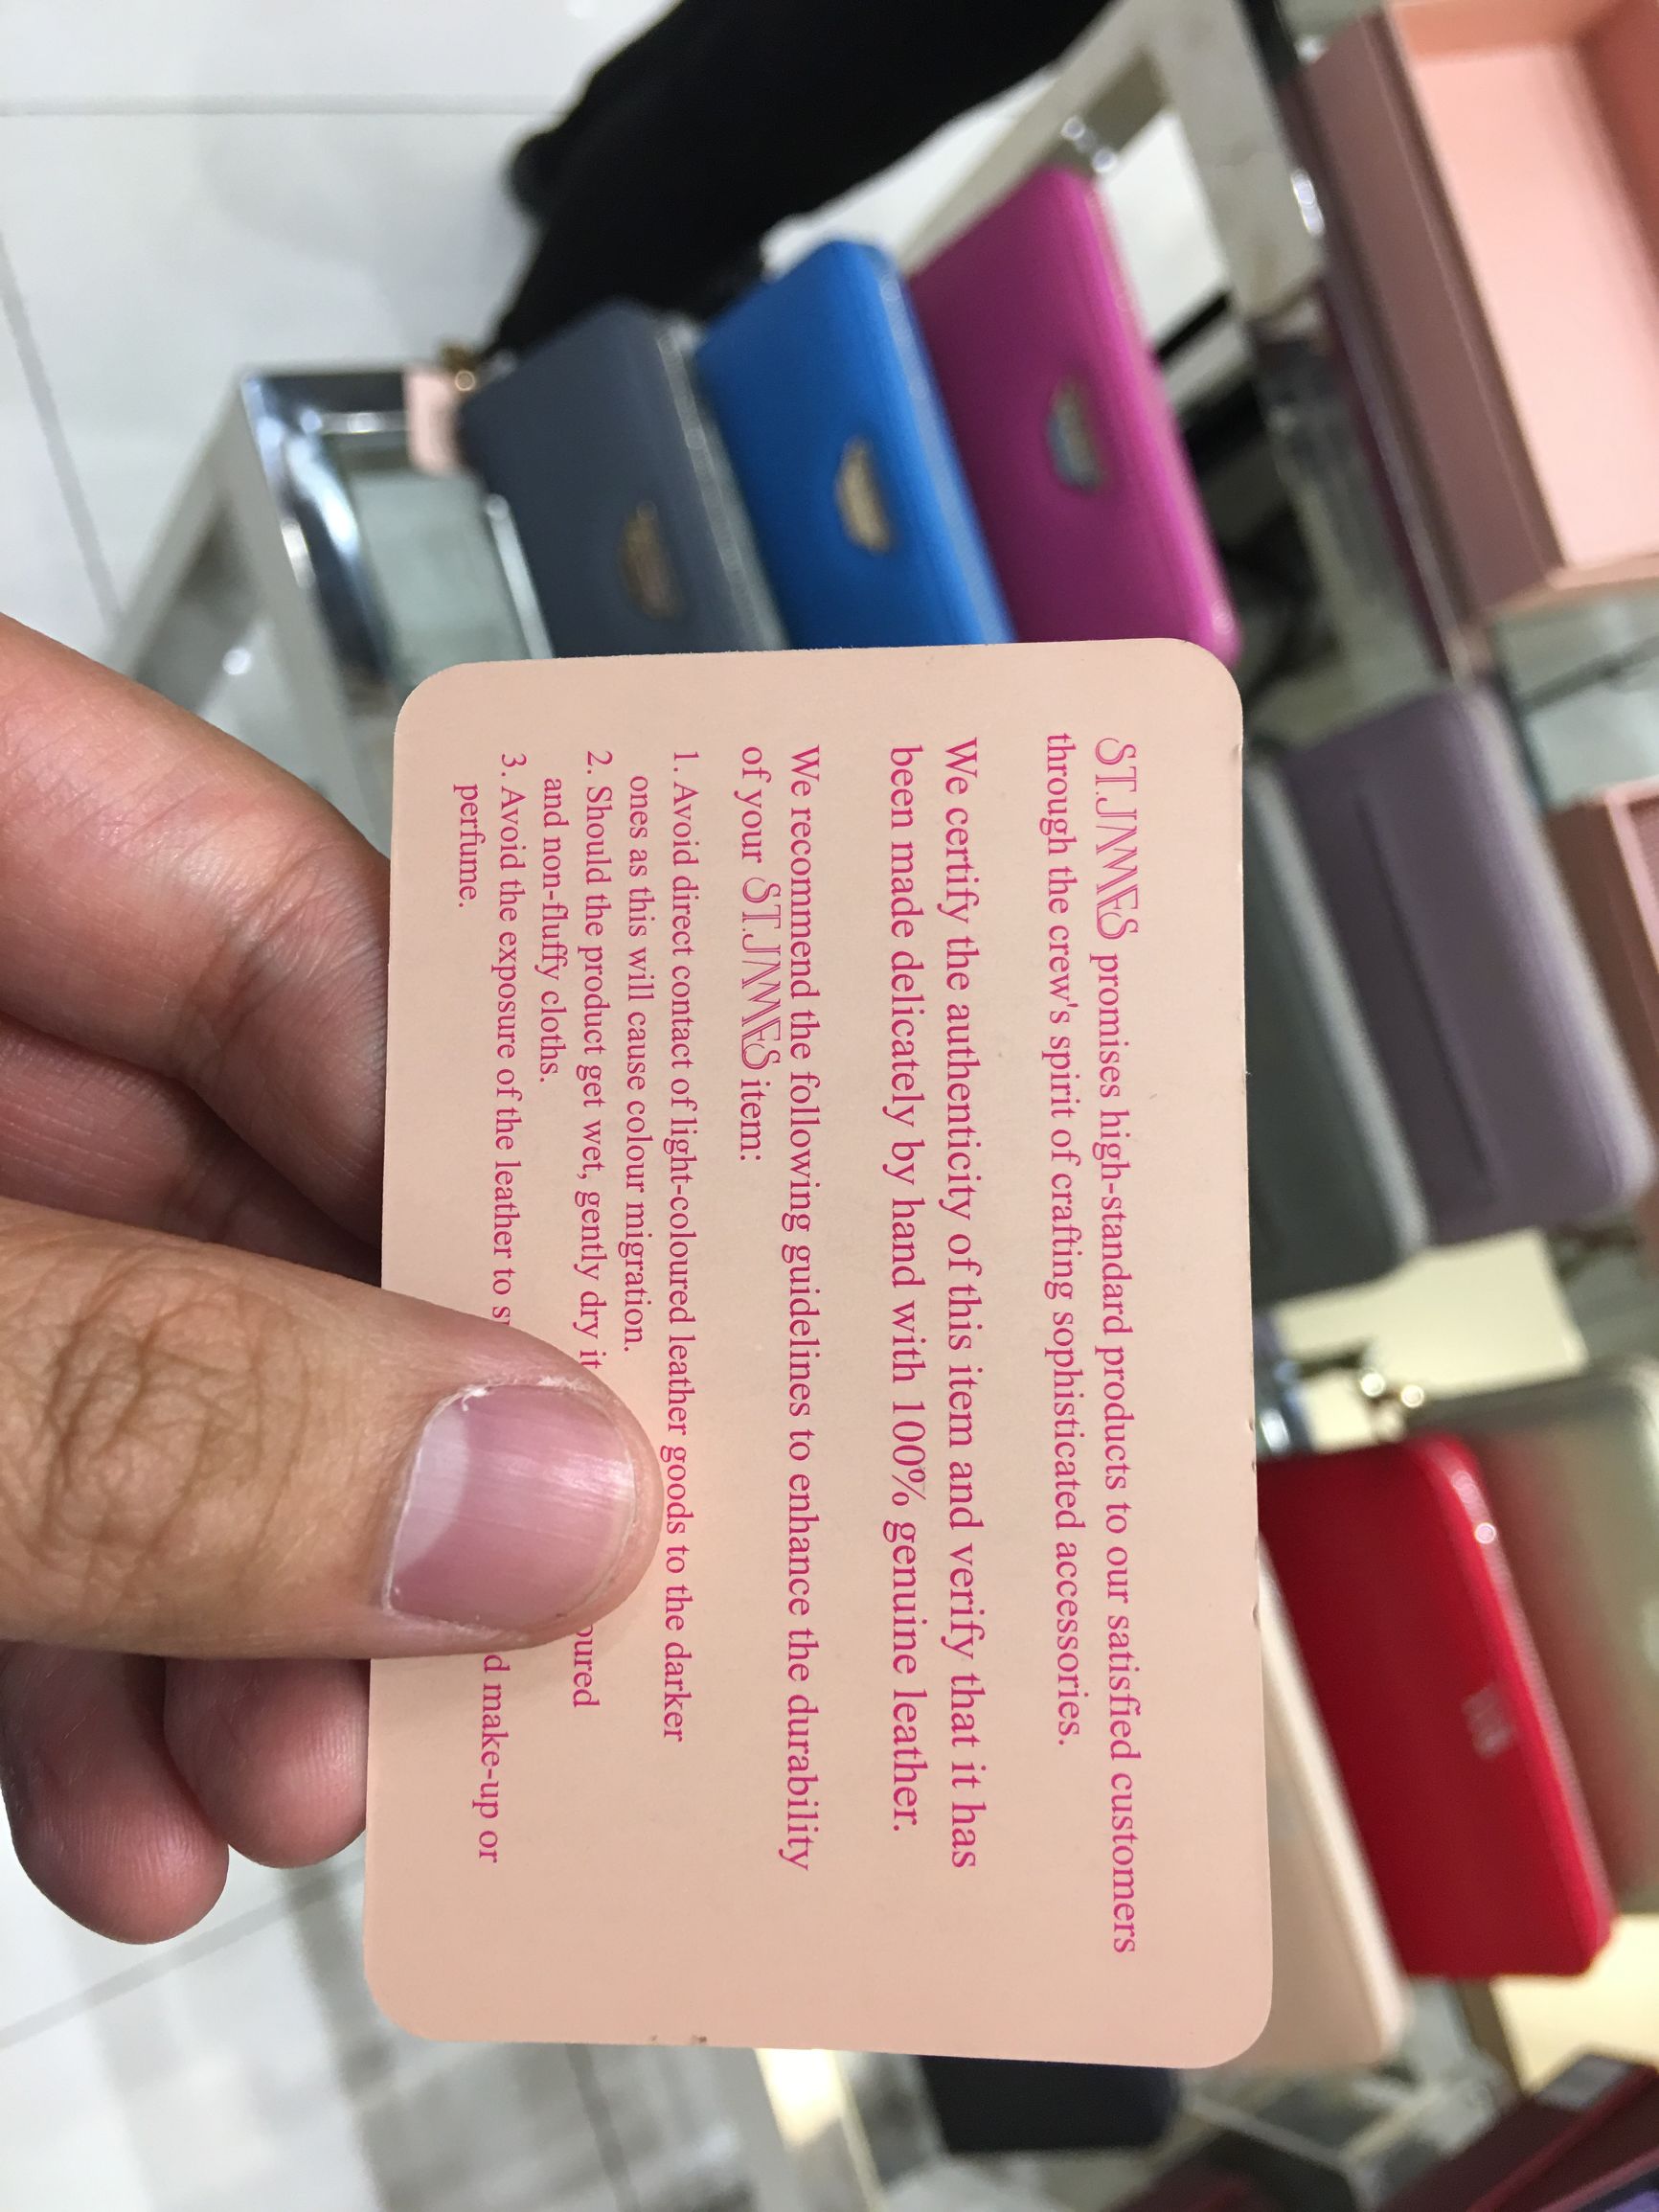 ST.JAMES promises high-standard products to our satisfied customers
through the crew's spirit of crafting sophisticated accessories.
We certify the authenticity of this item and verify that it has
been made delicately by hand with 100% genuine leather.
We recommend the following guidelines to enhance the durability
of your ST.JAMES item:
1. Avoid direct contact of light-coloured leather goods to the darker
ones as this will cause colour migration.
2. Should the product get wet, gently dry it
and non-fluffy cloths.
3. Avoid the exposure of the leather to make-up or
perfume.